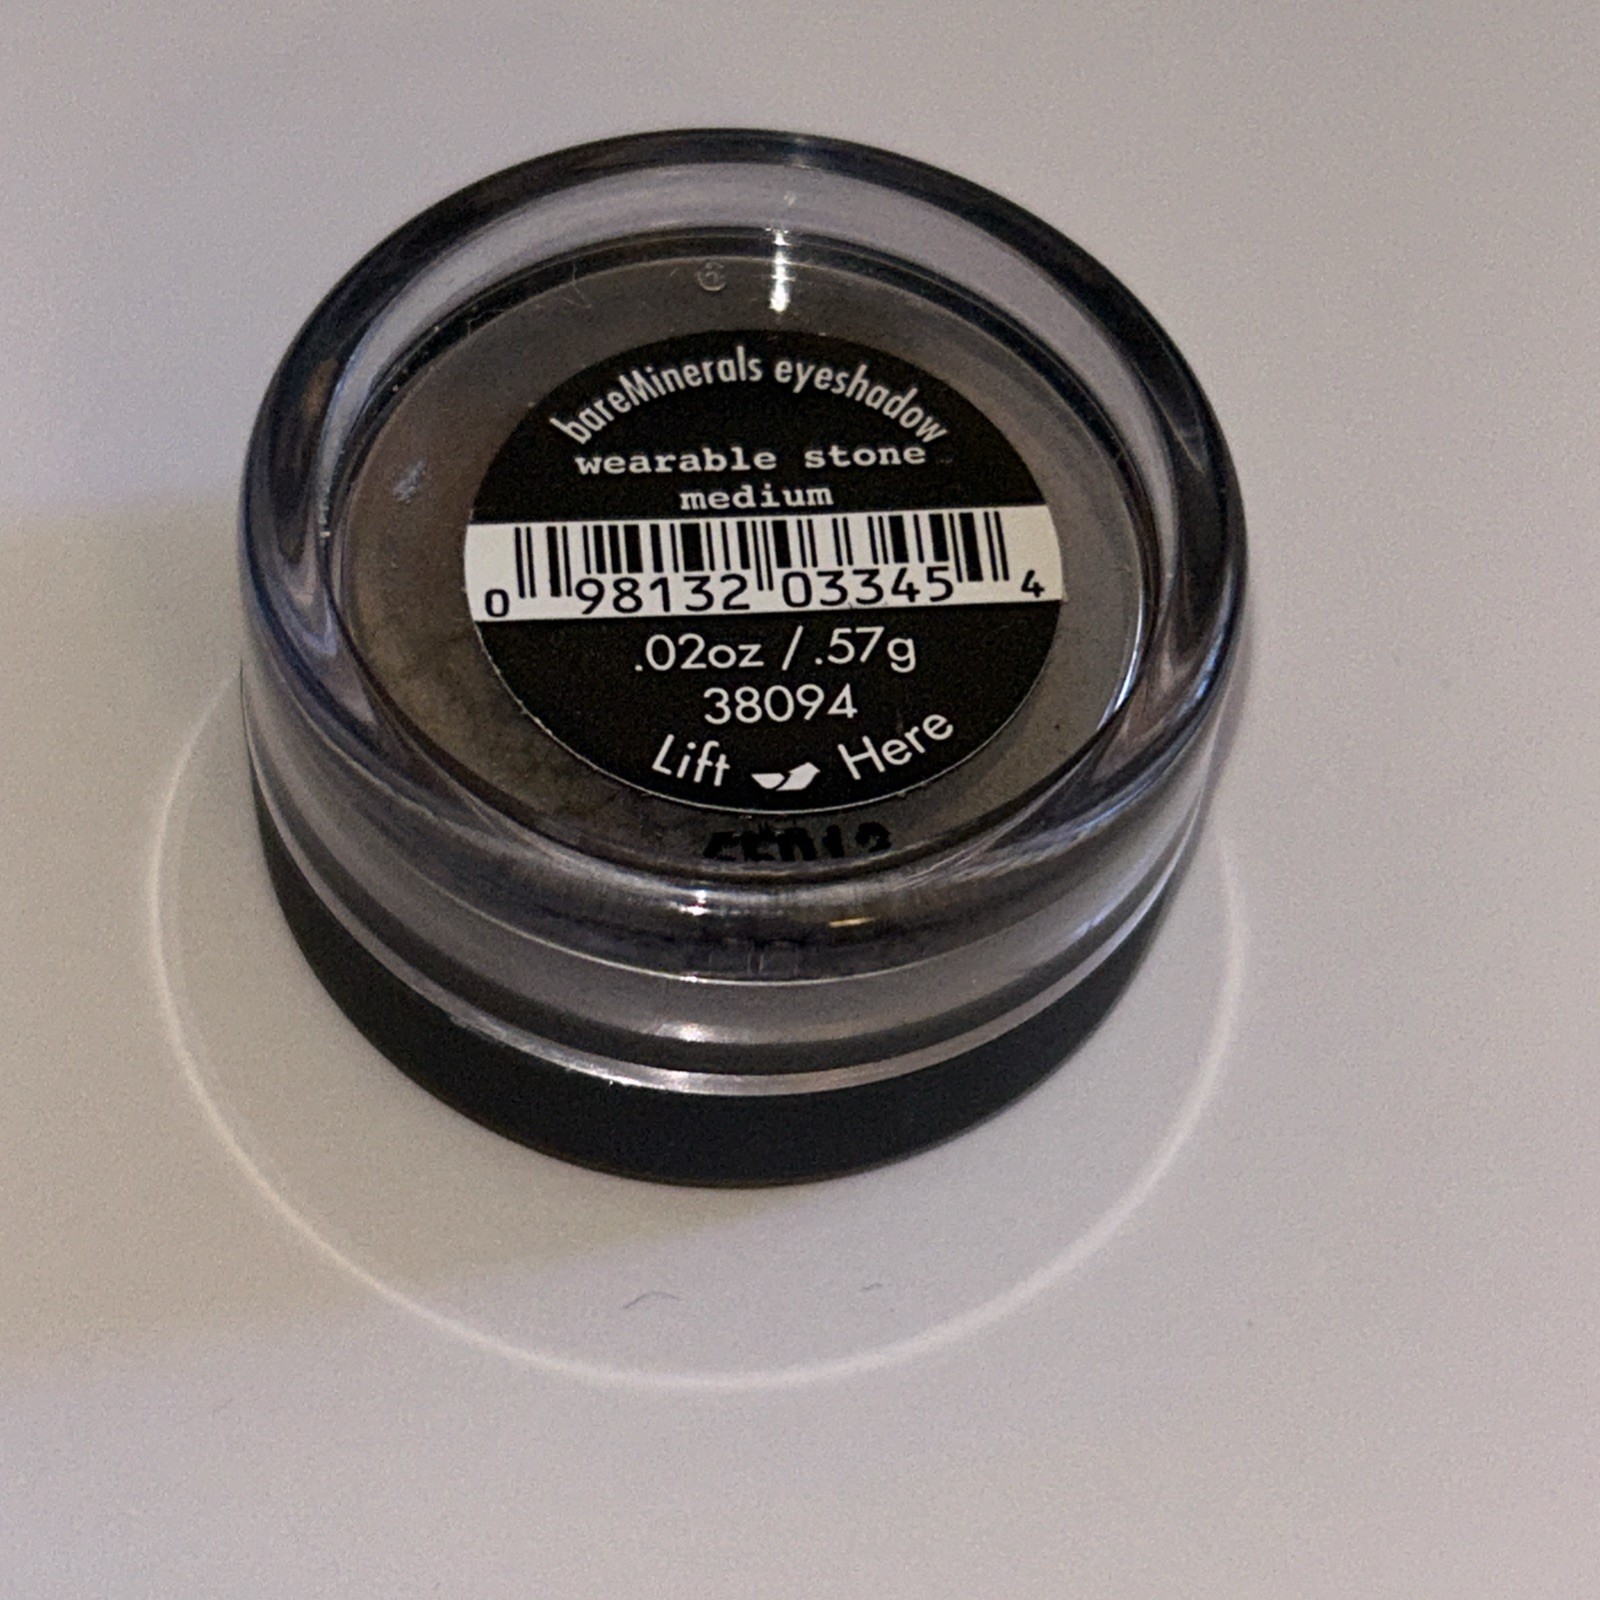 bareMinerals eyeshadow
wearable stone
medium
0 98132 03345 4
.02oz / .57g
38094
Lift Here